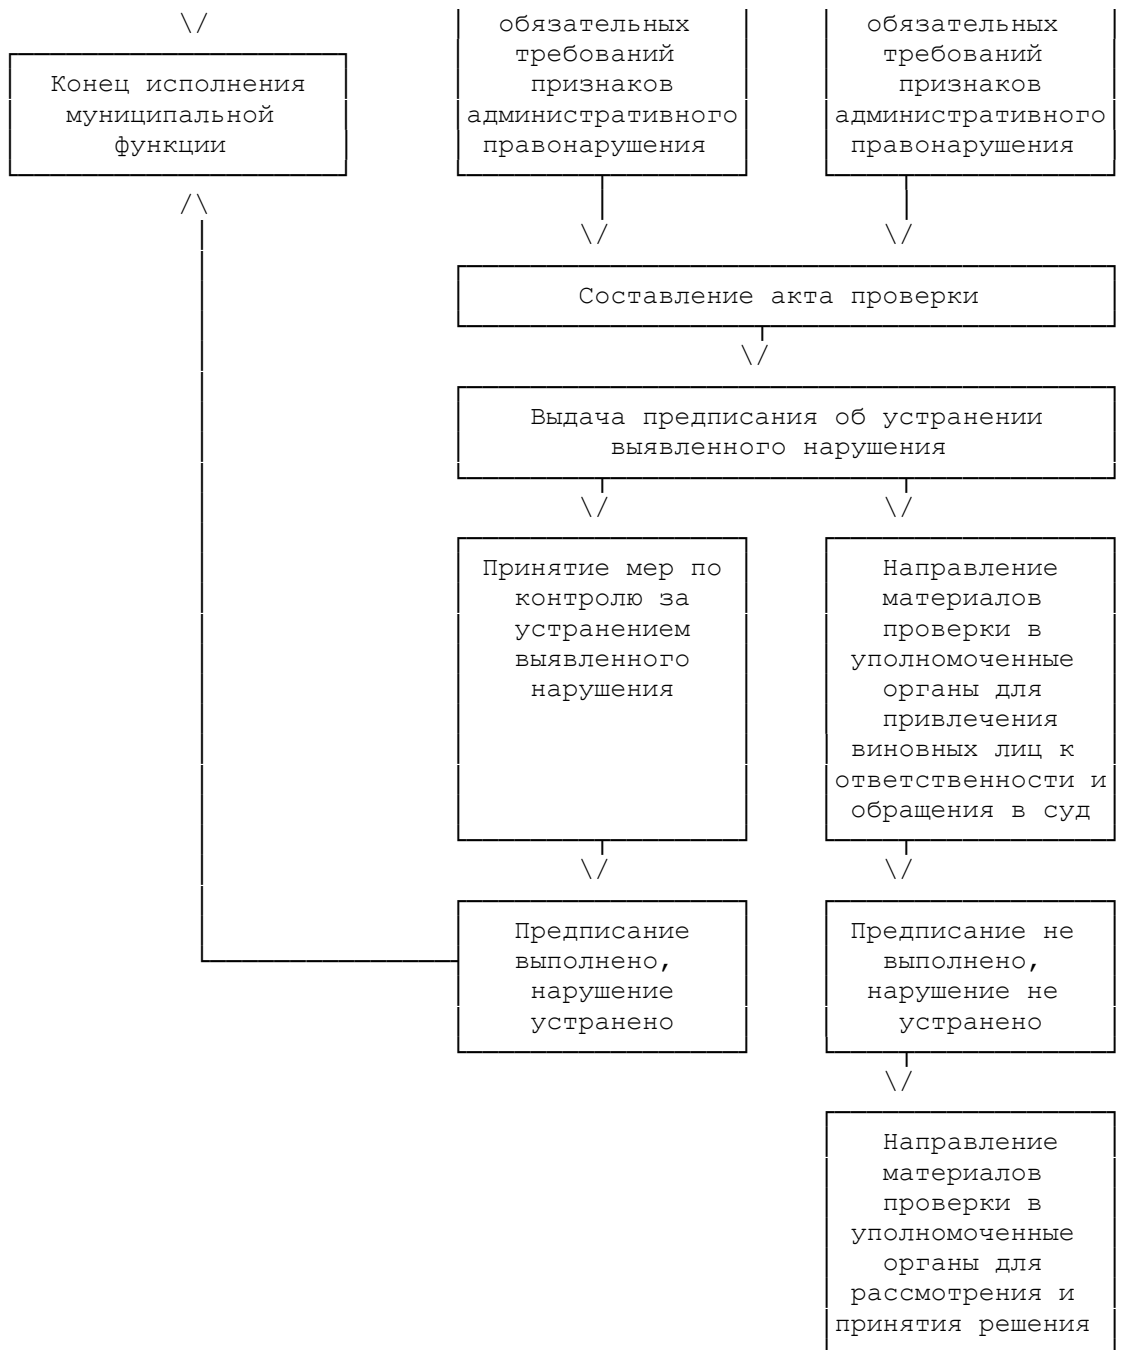 обязательных
требований
признаков
административного
правонарушения
обязательных
требований
признаков
административного
правонарушения
Конец исполнения
муниципальной
функции
Составление акта проверки
Выдача предписания об устранении
выявленного нарушения
Принятие мер по
контролю за
устранением
выявленного
нарушения
Направление
материалов
проверки в
уполномоченные
органы для
привлечения
виновных лиц к
ответственности и
обращения в суд
Предписание
выполнено,
нарушение
устранено
Предписание не
выполнено,
нарушение не
устранено
Направление
материалов
проверки в
уполномоченные
органы для
рассмотрения и
принятия решения